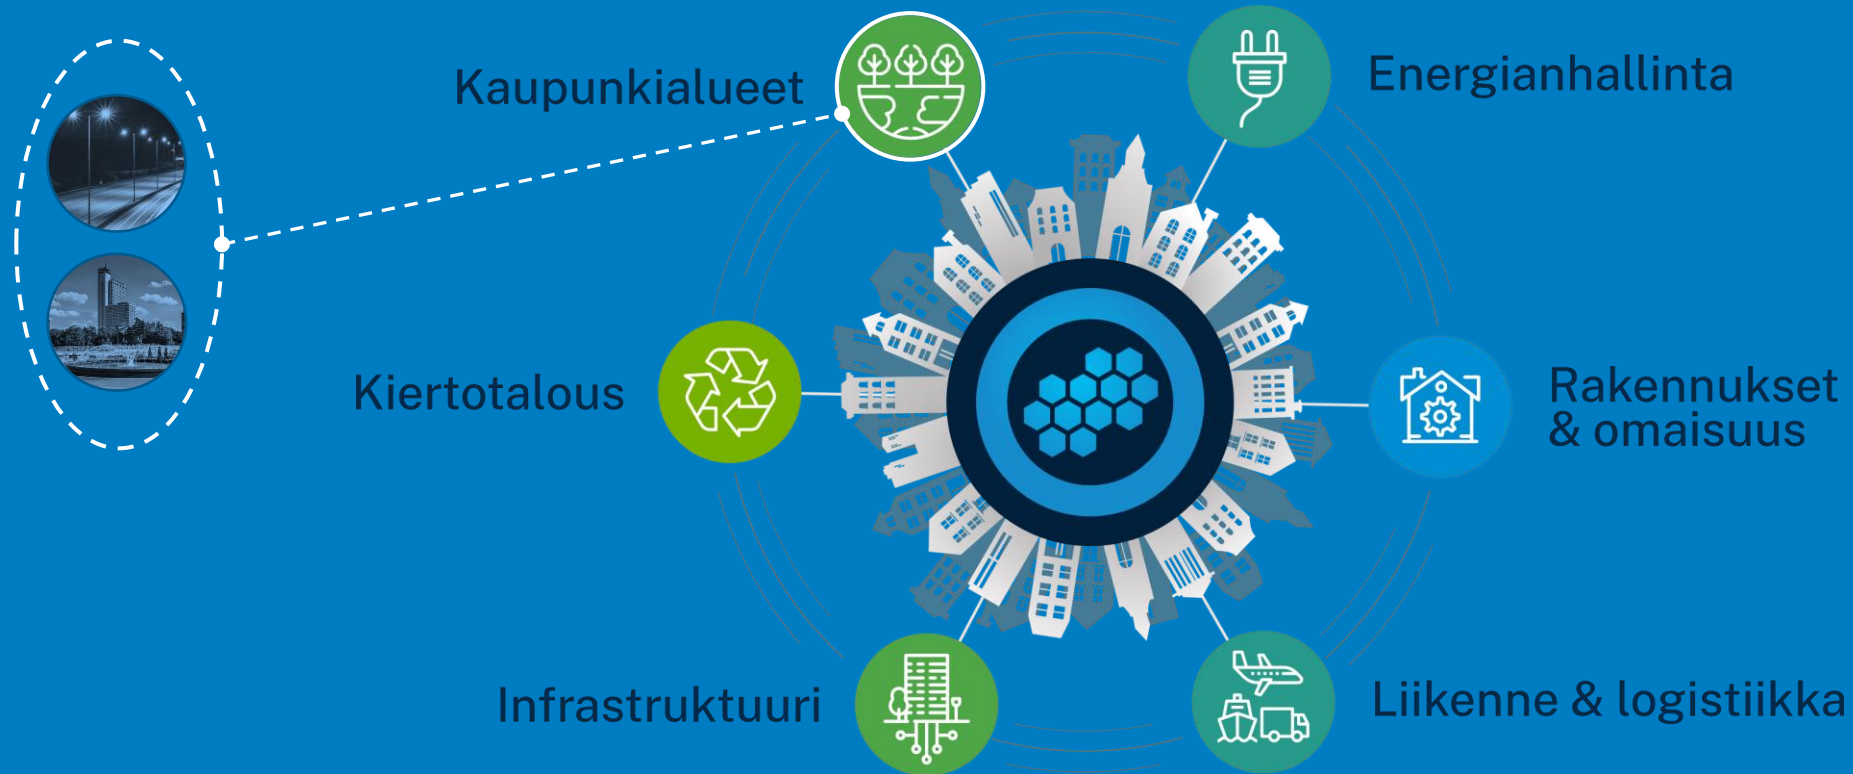 Kaupunkialueet
Energianhallinta
Kiertotalous
Rakennukset
& omaisuus
Infrastruktuuri
Liikenne & logistiikka